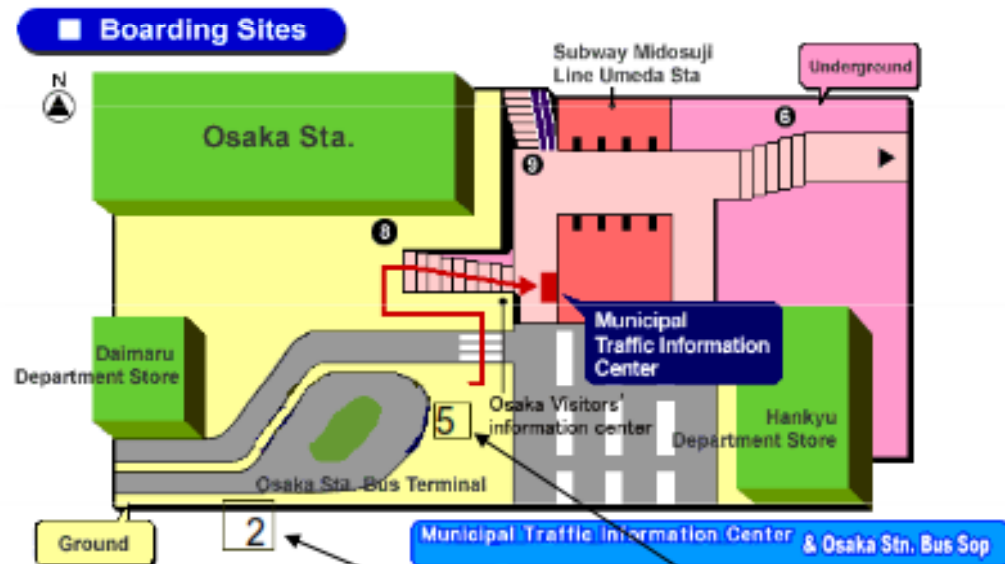 ■ Boarding Sites
N
Osaka Sta.
Subway Midosuji
Line Umeda Sta
Underground
6
9
8
Municipal
Traffic Information
Center
Daimaru
Department Store
5
Osaka Visitors'
information center
Hankyu
Department Store
Osaka Sta. Bus Terminal
2
Ground
Municipal Traffic Information Center & Osaka Stn. Bus Sop